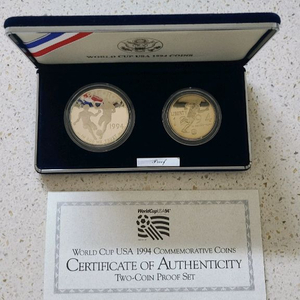 WORLD CUP USA 1994 COINS
1994
Proof
WorldCupUSA94
WORLD CUP USA 1994 COMMEMORATIVE COINS
CERTIFICATE OF AUTHENTICITY
TWO-COIN PROOF SET